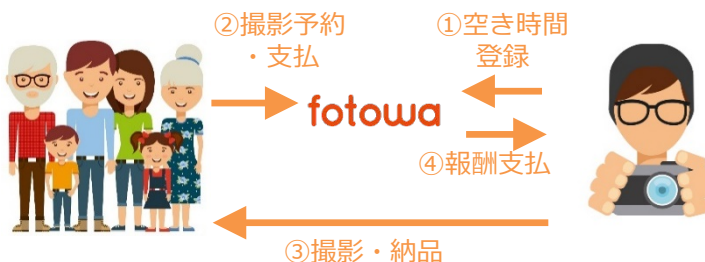 ②撮影予約
・支払
①空き時間
登録
fotowa
④報酬支払
③撮影・納品